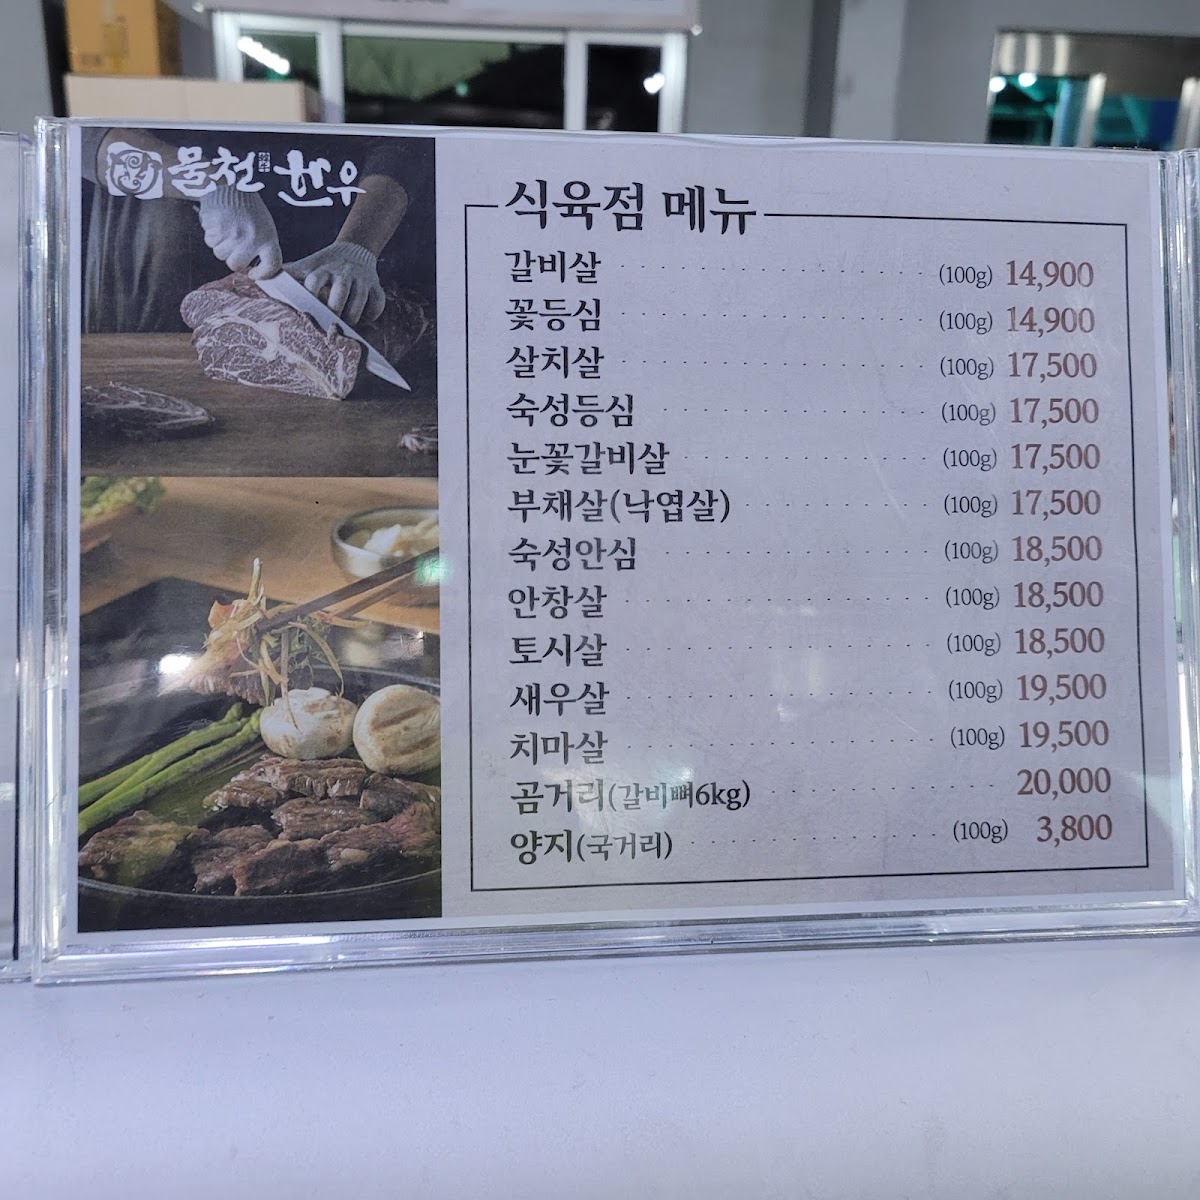 물천 韓牛 한우
식육점 메뉴
갈비살 (100g) 14,900
꽃등심 (100g) 14,900
살치살 (100g) 17,500
숙성등심 (100g) 17,500
눈꽃갈비살 (100g) 17,500
부채살(낙엽살) (100g) 17,500
숙성안심 (100g) 18,500
안창살 (100g) 18,500
토시살 (100g) 18,500
새우살 (100g) 19,500
치마살 (100g) 19,500
곰거리(갈비뼈6kg) 20,000
양지(국거리) (100g) 3,800